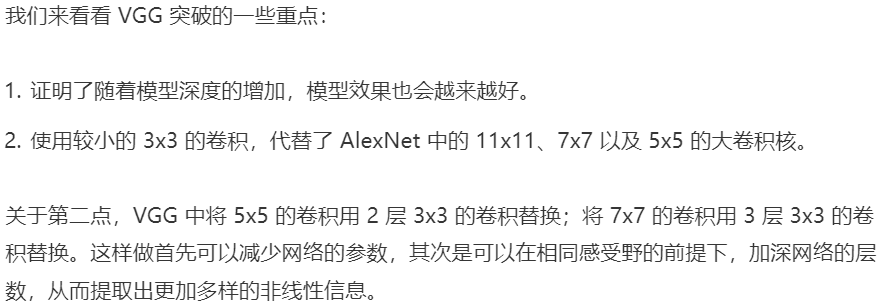 我们来看看 VGG 突破的一些重点：
1. 证明了随着模型深度的增加，模型效果也会越来越好。
2. 使用较小的 3x3 的卷积，代替了 AlexNet 中的 11x11、7x7 以及 5x5 的大卷积核。
关于第二点，VGG 中将 5x5 的卷积用 2 层 3x3 的卷积替换；将 7x7 的卷积用 3 层 3x3 的卷
积替换。这样做首先可以减少网络的参数，其次是可以在相同感受野的前提下，加深网络的层
数，从而提取出更加多样的非线性信息。